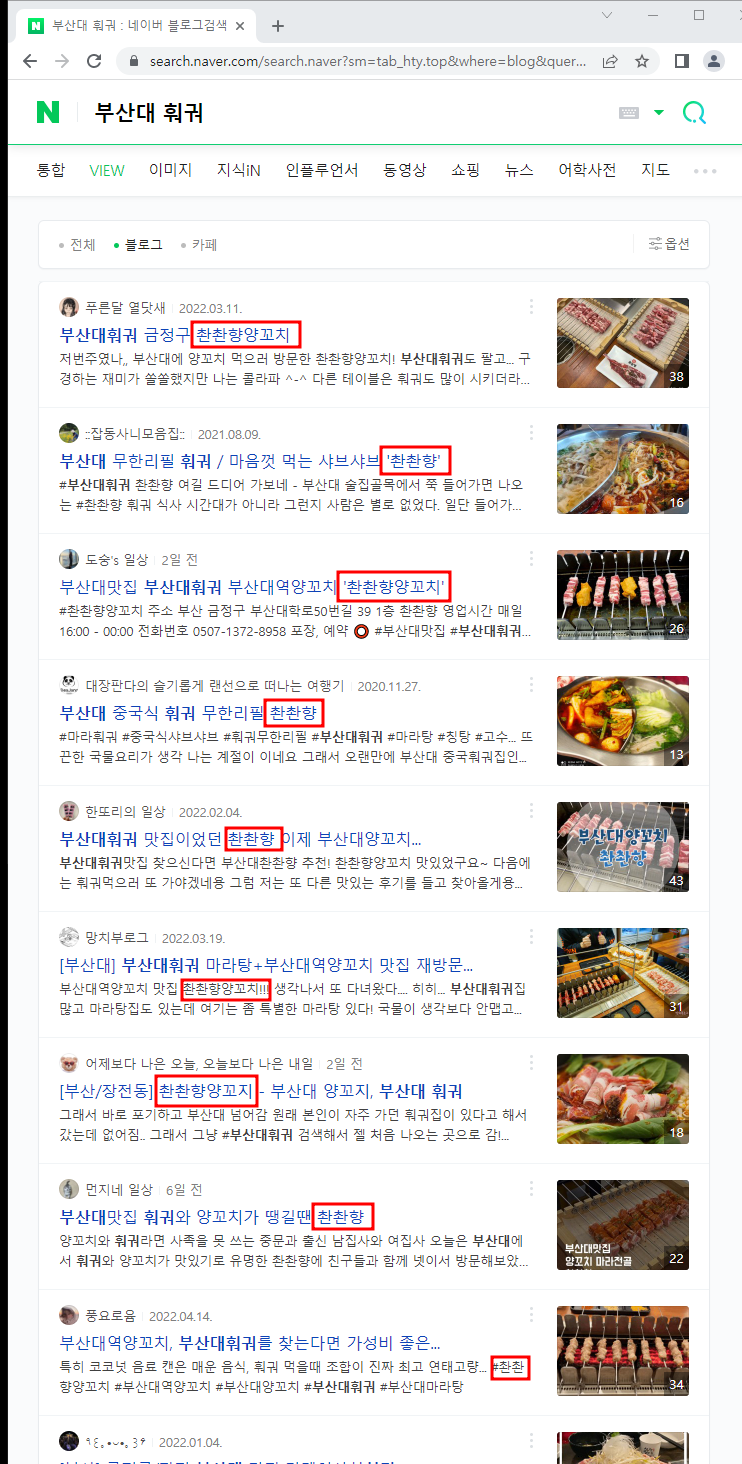 부산대 훠궈 : 네이버 블로그검색
search.naver.com/search.naver?sm=tab_hty.top&where=blog&quer...
N 부산대 훠궈
통합 VIEW 이미지 지식iN 인플루언서 동영상 쇼핑 뉴스 어학사전 지도
전체 블로그 카페 옵션
푸른달 열닷새 2022.03.11.
부산대훠궈 금정구 촨촨향양꼬치
저번주였나,, 부산대에 양꼬치 먹으러 방문한 촨촨향양꼬치! 부산대훠궈도 팔고... 구
경하는 재미가 쏠쏠했지만 나는 콜라파 ^-^ 다른 테이블은 훠궈도 많이 시키더라...
38
::잡동사니모음집:: 2021.08.09.
부산대 무한리필 훠궈 / 마음껏 먹는 샤브샤브 '촨촨향'
#부산대훠궈 촨촨향 여길 드디어 가보네 - 부산대 술집골목에서 쭉 들어가면 나오
는 #촨촨향 훠궈 식사 시간대가 아니라 그런지 사람은 별로 없었다. 일단 들어가...
16
도숭's 일상 2일 전
부산대맛집 부산대훠궈 부산대역양꼬치 '촨촨향양꼬치'
#촨촨향양꼬치 주소 부산 금정구 부산대학로50번길 39 1층 촨촨향 영업시간 매일
16:00 - 00:00 전화번호 0507-1372-8958 포장, 예약 ⭕ #부산대맛집 #부산대훠궈...
26
대장판다의 슬기롭게 랜선으로 떠나는 여행기 2020.11.27.
부산대 중국식 훠궈 무한리필 촨촨향
#마라훠궈 #중국식샤브샤브 #훠궈무한리필 #부산대훠궈 #마라탕 #칭탕 #고수... 뜨
끈한 국물요리가 생각 나는 계절이 이네요 그래서 오랜만에 부산대 중국훠궈집인...
13
한또리의 일상 2022.02.04.
부산대훠궈 맛집이었던 촨촨향 이제 부산대양꼬치...
부산대훠궈맛집 찾으신다면 부산대촨촨향 추천! 촨촨향양꼬치 맛있었구요~ 다음에
는 훠궈먹으러 또 가야겠네용 그럼 저는 또 다른 맛있는 후기를 들고 찾아올게용...
부산대양꼬치
촨촨향
43
망치부로그 2022.03.19.
[부산대] 부산대훠궈 마라탕+부산대역양꼬치 맛집 재방문...
부산대역양꼬치 맛집 촨촨향양꼬치!!! 생각나서 또 다녀왔다.... 히히... 부산대훠궈집
많고 마라탕집도 있는데 여기는 좀 특별한 마라탕 있다! 국물이 생각보다 안맵고...
31
어제보다 나은 오늘, 오늘보다 나은 내일 2일 전
[부산/장전동] 촨촨향양꼬지 - 부산대 양꼬지, 부산대 훠궈
그래서 바로 포기하고 부산대 넘어감 원래 본인이 자주 가던 훠궈집이 있다고 해서
갔는데 없어짐.. 그래서 그냥 #부산대훠궈 검색해서 젤 처음 나오는 곳으로 감!...
18
먼지네 일상 6일 전
부산대맛집 훠궈와 양꼬치가 땡길땐 촨촨향
양꼬치와 훠궈라면 사족을 못 쓰는 중문과 출신 남집사와 여집사 오늘은 부산대에
서 훠궈와 양꼬치가 맛있기로 유명한 촨촨향에 친구들과 함께 넷이서 방문해보았...
부산대맛집
양꼬치 마라전골
22
풍요로움 2022.04.14.
부산대역양꼬치, 부산대훠궈를 찾는다면 가성비 좋은...
특히 코코넛 음료 캔은 매운 음식, 훠궈 먹을때 조합이 진짜 최고 연태고량... #촨촨
향양꼬치 #부산대역양꼬치 #부산대양꼬치 #부산대훠궈 #부산대마라탕
34
2022.01.04.